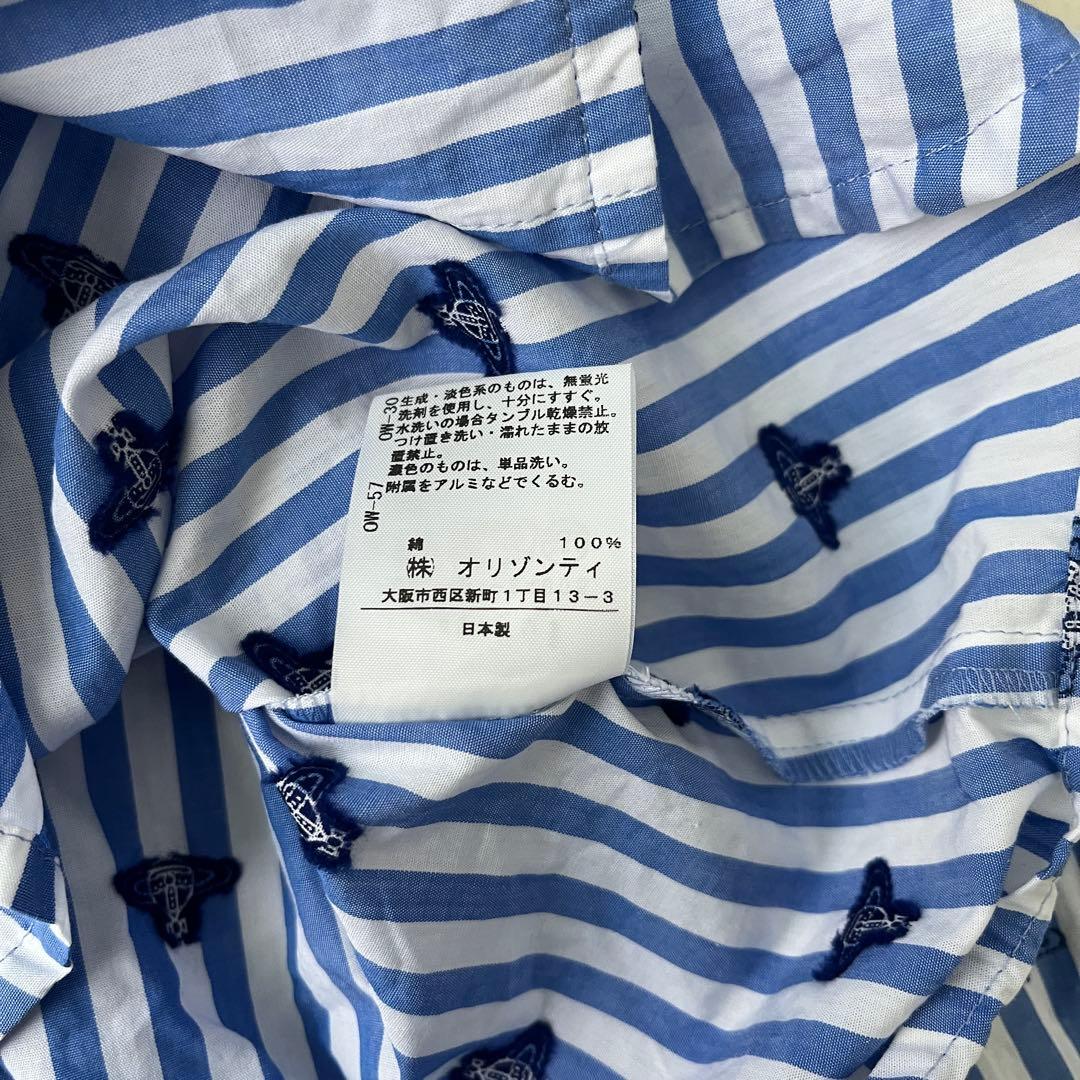 OW-30
生成・淡色系のものは、無蛍光
洗剤を使用し、十分にすすぐ。
水洗いの場合タンブル乾燥禁止。
つけ置き洗い・濡れたままの放
置禁止。
濃色のものは、単品洗い。
OW-57
附属をアルミなどでくるむ。
綿 100%
㈱ オリゾンティ
大阪市西区新町1丁目13-3
日本製